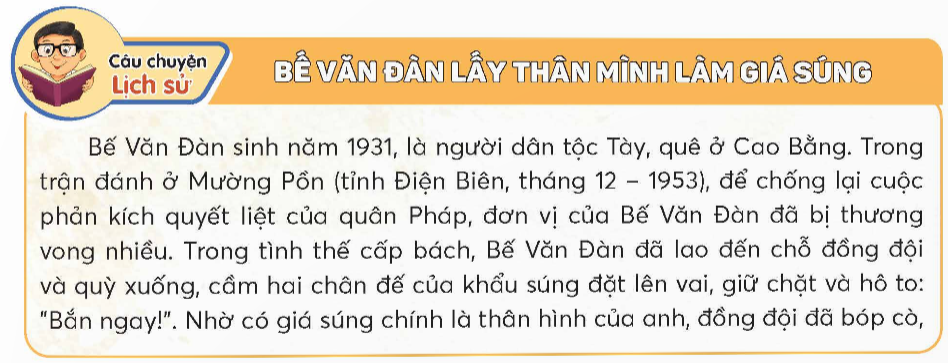 Câu chuyện
Lịch sử
BẾ VĂN ĐÀN LẤY THÂN MÌNH LÀM GIÁ SÚNG
Bế Văn Đàn sinh năm 1931, là người dân tộc Tày, quê ở Cao Bằng. Trong
trận đánh ở Mường Pồn (tỉnh Điện Biên, tháng 12 – 1953), để chống lại cuộc
phản kích quyết liệt của quân Pháp, đơn vị của Bế Văn Đàn đã bị thương
vong nhiều. Trong tình thế cấp bách, Bế Văn Đàn đã lao đến chỗ đồng đội
và quỳ xuống, cầm hai chân đế của khẩu súng đặt lên vai, giữ chặt và hô to:
"Bắn ngay!". Nhờ có giá súng chính là thân hình của anh, đồng đội đã bóp cò,